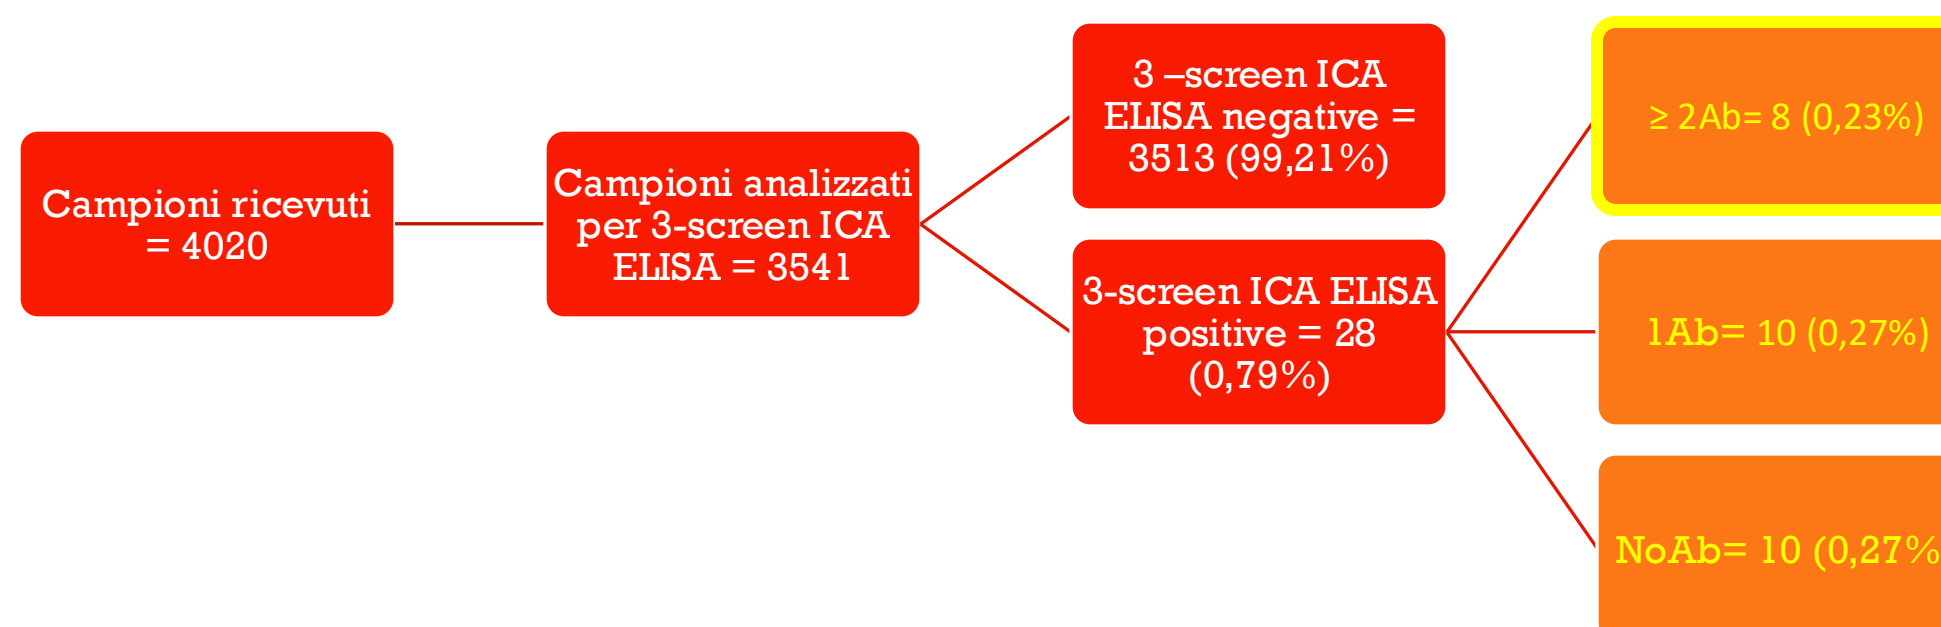 Campioni ricevuti
= 4020
Campioni analizzati
per 3-screen ICA
ELISA = 3541
3 –screen ICA
ELISA negative =
3513 (99,21%)
3-screen ICA ELISA
positive = 28
(0,79%)
≥ 2Ab= 8 (0,23%)
1Ab= 10 (0,27%)
NoAb= 10 (0,27%